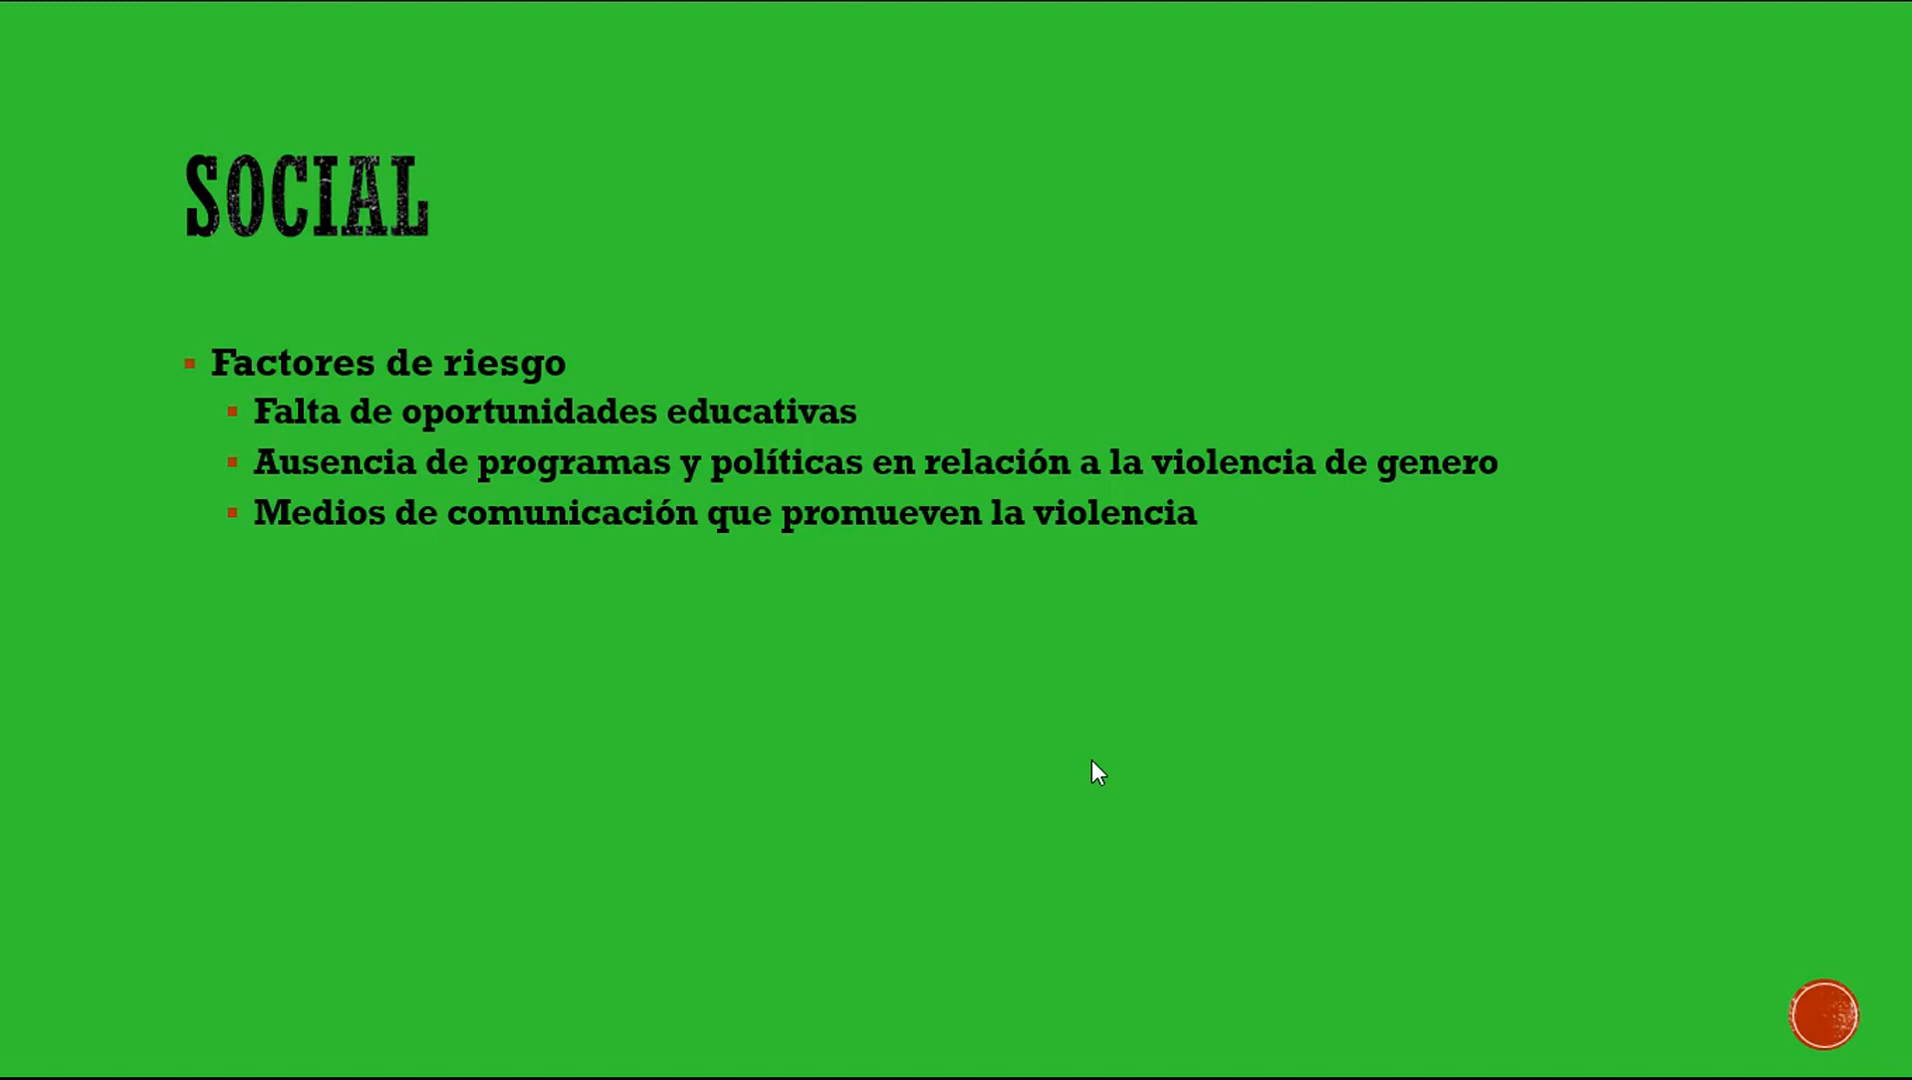 SOCIAL
Factores de riesgo
Falta de oportunidades educativas
Ausencia de programas y políticas en relación a la violencia de genero
Medios de comunicación que promueven la violencia